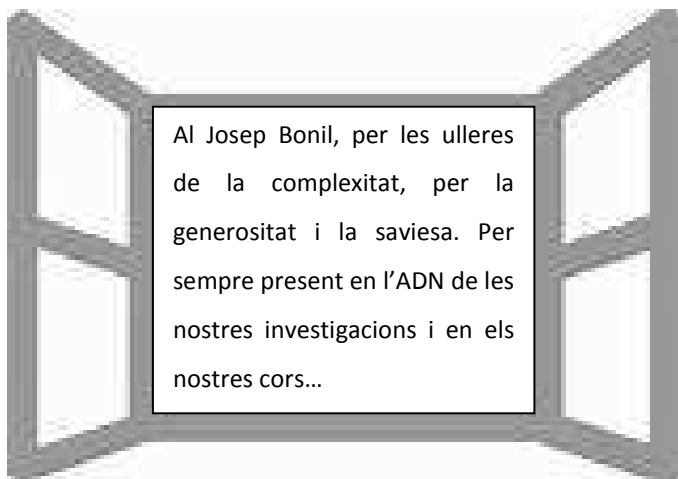 Al Josep Bonil, per les ulleres
de la complexitat, per la
generositat i la saviesa. Per
sempre present en l’ADN de les
nostres investigacions i en els
nostres cors…